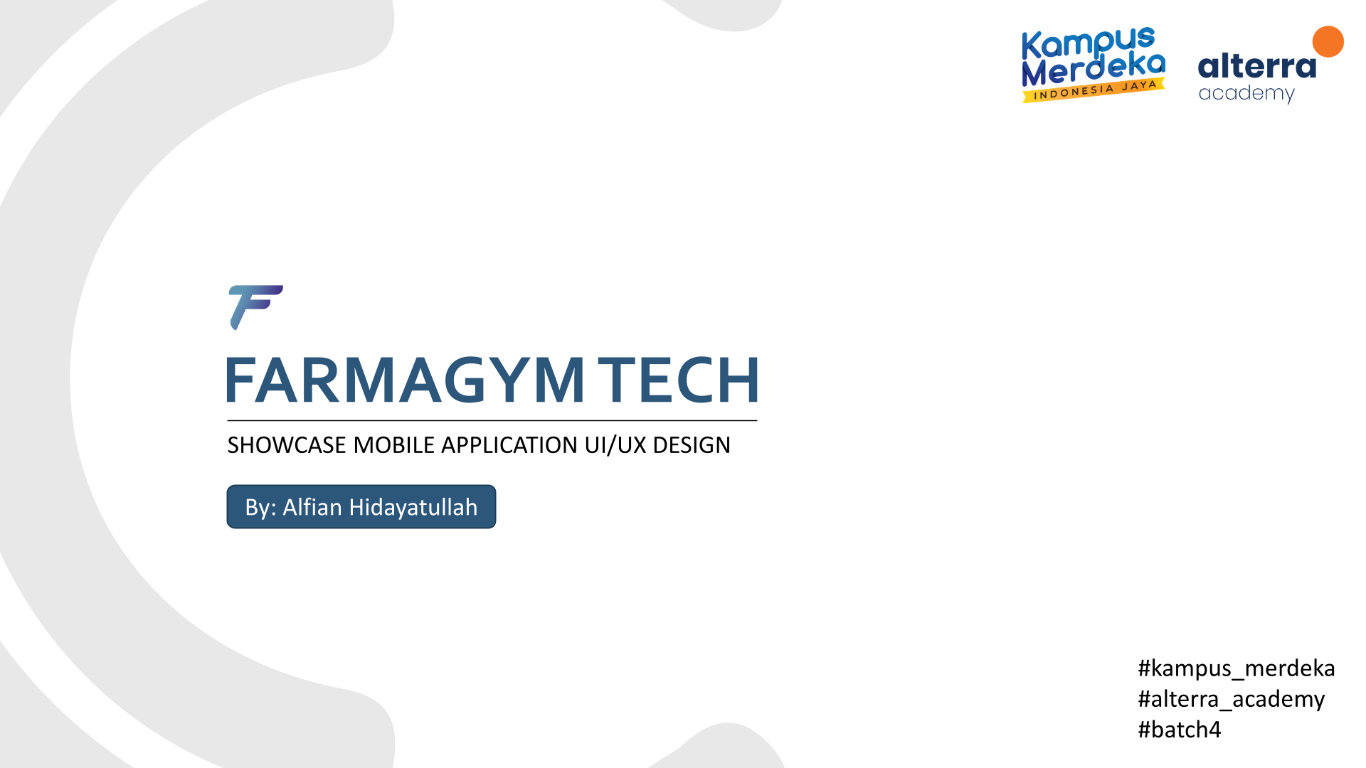 Kampus
Merdeka
INDONESIA JAYA
alterra
academy
FARMAGYM TECH
SHOWCASE MOBILE APPLICATION UI/UX DESIGN
By: Alfian Hidayatullah
#kampus_merdeka
#alterra_academy
#batch4